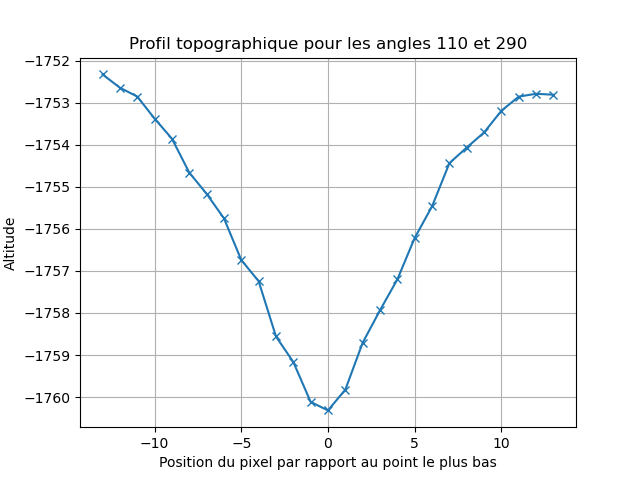 Profil topographique pour les angles 110 et 290
Altitude
−1752
−1753
−1754
−1755
−1756
−1757
−1758
−1759
−1760
−10 −5 0 5 10
Position du pixel par rapport au point le plus bas